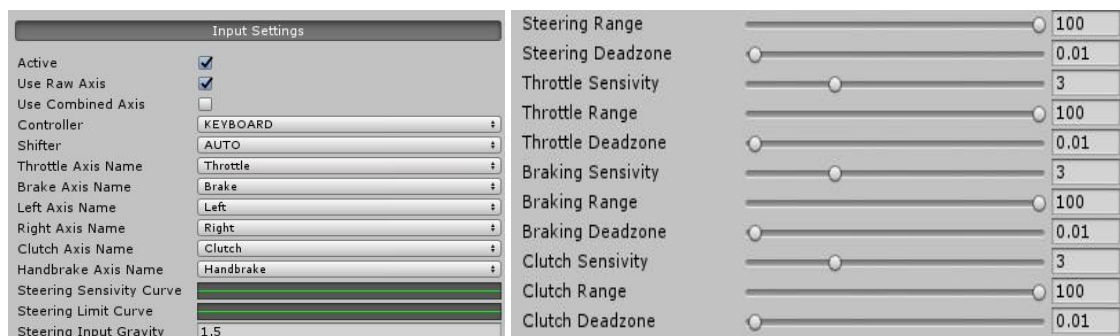 Input Settings
Active
Use Raw Axis
Use Combined Axis
Controller KEYBOARD
Shifter AUTO
Throttle Axis Name Throttle
Brake Axis Name Brake
Left Axis Name Left
Right Axis Name Right
Clutch Axis Name Clutch
Handbrake Axis Name Handbrake
Steering Sensivity Curve
Steering Limit Curve
Steering Input Gravity 1.5
Steering Range 100
Steering Deadzone 0.01
Throttle Sensivity 3
Throttle Range 100
Throttle Deadzone 0.01
Braking Sensivity 3
Braking Range 100
Braking Deadzone 0.01
Clutch Sensivity 3
Clutch Range 100
Clutch Deadzone 0.01